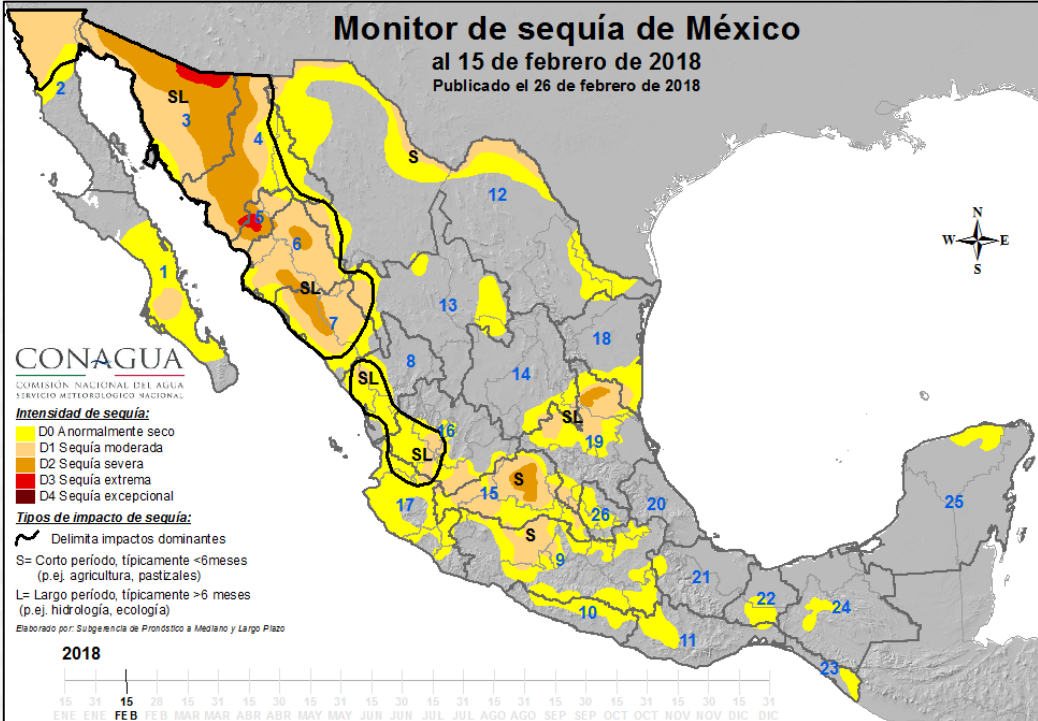 Monitor de sequía de México
al 15 de febrero de 2018
Publicado el 26 de febrero de 2018
2
SL
3
4
S
12
N
W E
S
5
6
1
SL
7
13
18
8
14
SL
SL
19
16
SL
S
15
17
26
20
25
S
9
21
22
24
10
11
23
CONAGUA
COMISIÓN NACIONAL DEL AGUA
SERVICIO METEOROLÓGICO NACIONAL
Intensidad de sequía:
D0 Anormalmente seco
D1 Sequía moderada
D2 Sequía severa
D3 Sequía extrema
D4 Sequía excepcional
Tipos de impacto de sequía:
Delimita impactos dominantes
S= Corto período, típicamente <6meses
(p.ej. agricultura, pastizales)
L= Largo período, típicamente >6 meses
(p.ej. hidrología, ecología)
Elaborado por: Subgerencia de Pronóstico a Mediano y Largo Plazo
2018
15 31 15 28 15 31 15 30 15 31 15 30 15 31 15 31 15 30 15 31 15 30 15 31
ENE ENE FEB FEB MAR MAR ABR ABR MAY MAY JUN JUN JUL JUL AGO AGO SEP SEP OCT OCT NOV NOV DIC DIC